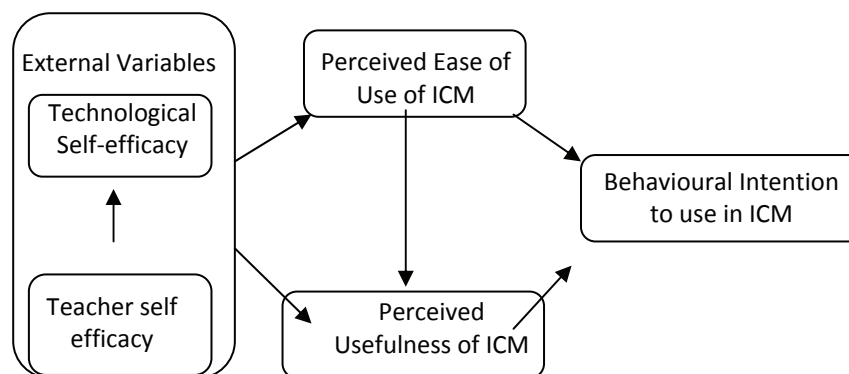 External Variables
Technological
Self-efficacy
Teacher self
efficacy
Perceived Ease of
Use of ICM
Perceived
Usefulness of ICM
Behavioural Intention
to use in ICM